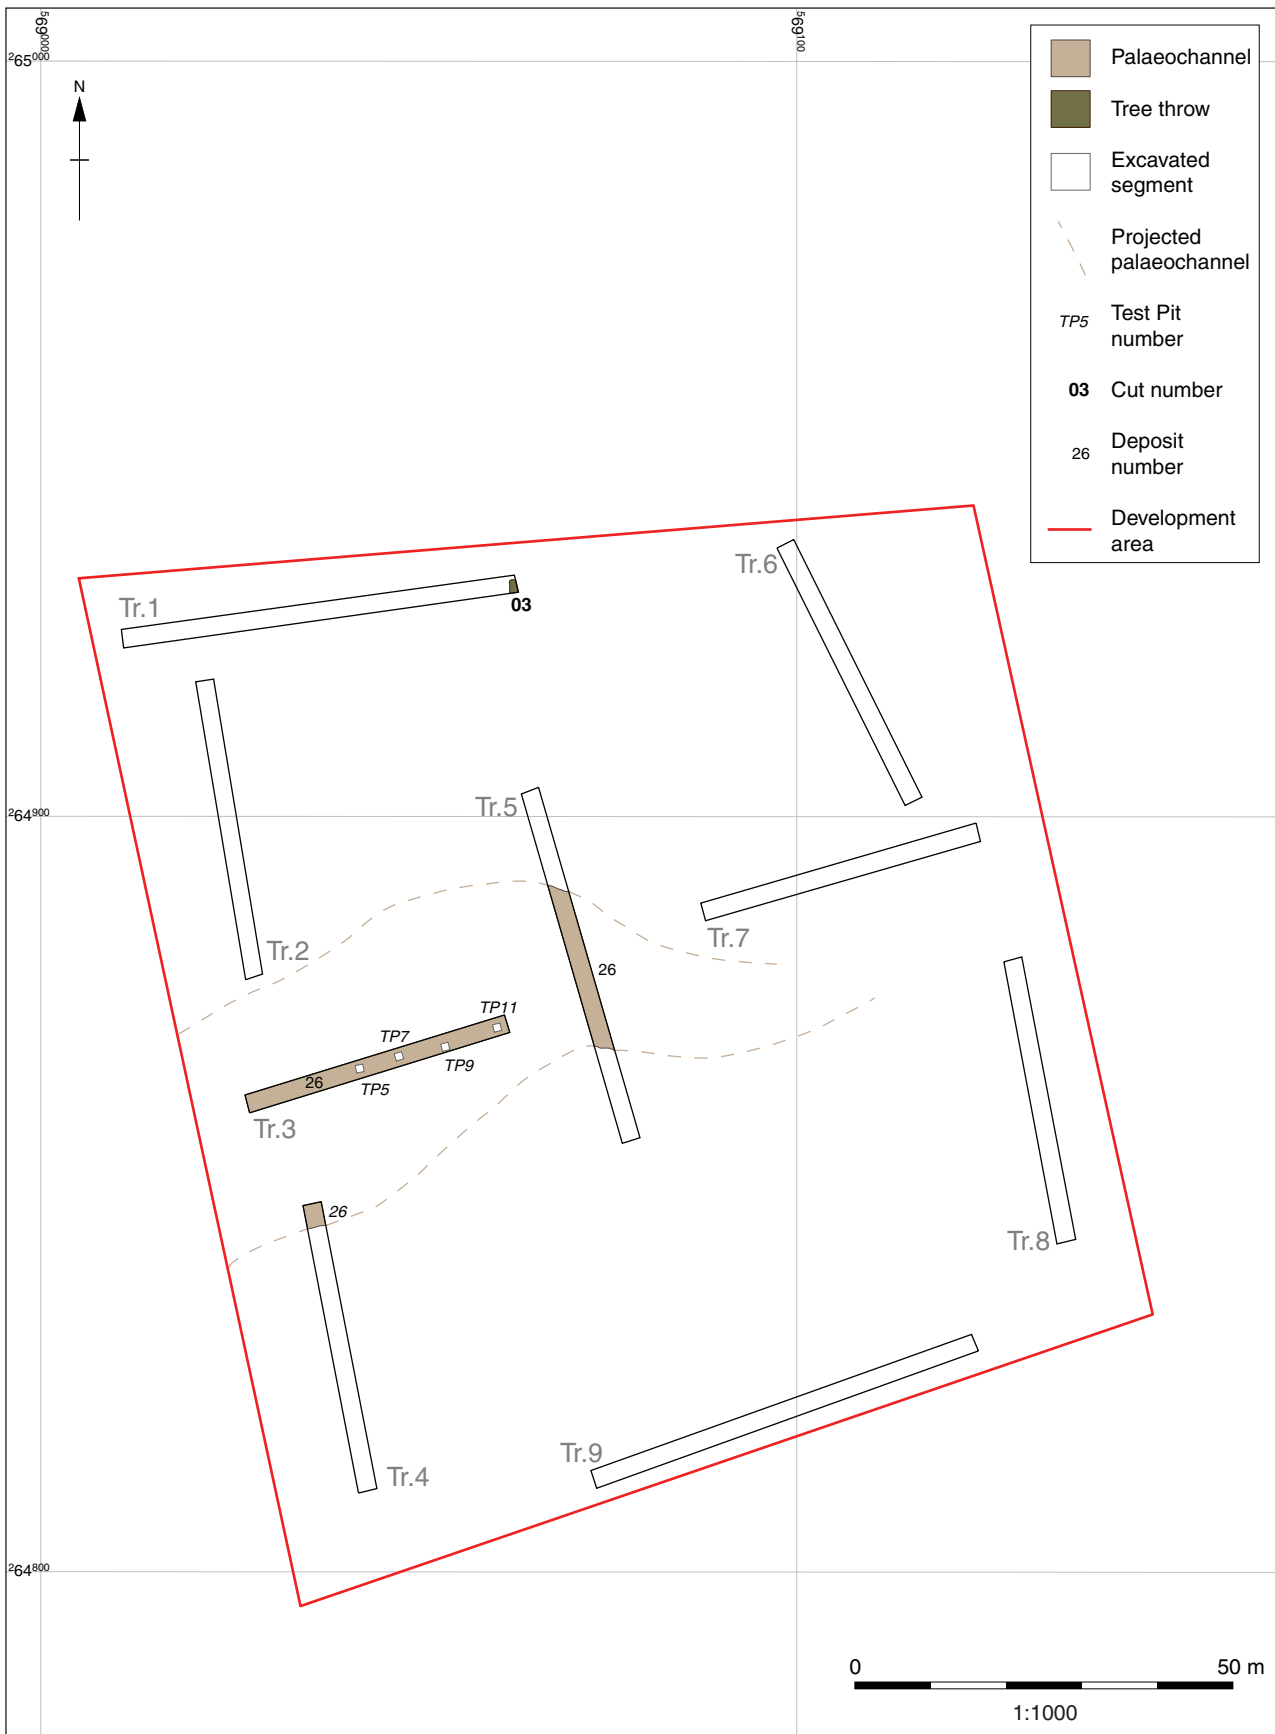 569000
569100
265000
N
Palaeochannel
Tree throw
Excavated
segment
Projected
palaeochannel
TP5
Test Pit
number
03
Cut number
26
Deposit
number
Development
area
Tr.6
Tr.1
03
264900
Tr.5
Tr.7
Tr.2
26
TP11
TP7
TP9
26
TP5
Tr.3
26
Tr.8
Tr.9
Tr.4
264800
0
50 m
1:1000